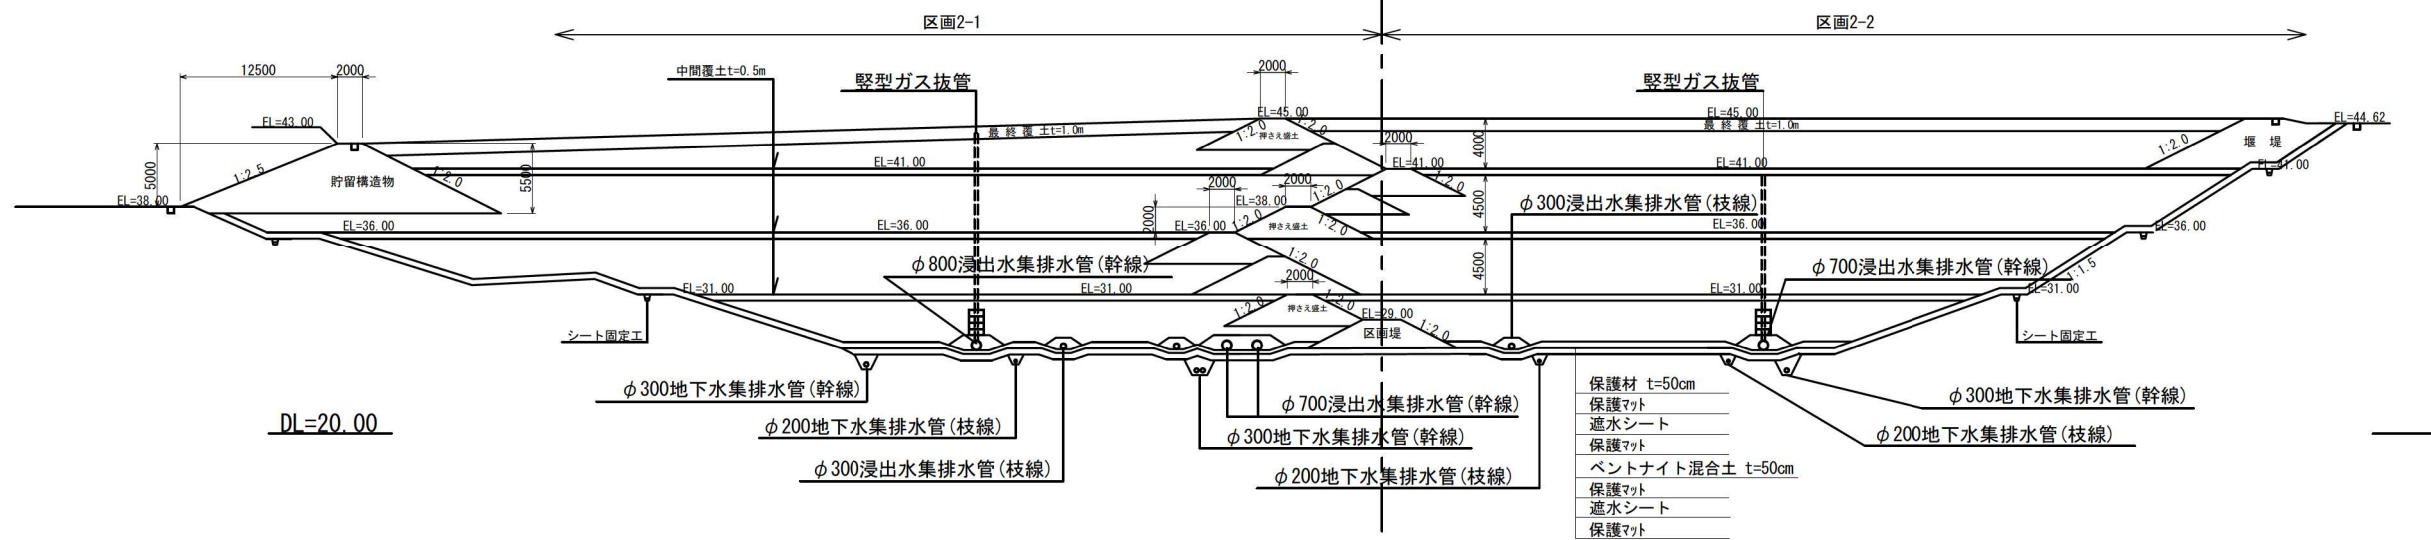 区画2-1
区画2-2
12500
2000
中間覆土t=0.5m
竪型ガス抜管
2000
竪型ガス抜管
EL=43.00
EL=45.00
EL=45.00
EL=44.62
最 終 覆 土t=1.0m
1:2.0
押さえ盛土
1:2.0
最 終 覆 土t=1.0m
2000
4000
1:2.0
堰 堤
5000
1:2.5
貯留構造物
1:2.0
5500
EL=41.00
EL=41.00
EL=41.00
EL=41.00
EL=38.00
2000
2000
1:2.0
1:2.0
φ300浸出水集排水管(枝線)
4500
EL=38.00
2000
EL=36.00
EL=36.00
EL=36.00
1:2.0
押さえ盛土
1:2.0
EL=36.00
EL=36.00
φ800浸出水集排水管(幹線)
1:2.0
4500
φ700浸出水集排水管(幹線)
1:1.5
2000
EL=31.00
EL=31.00
EL=31.00
EL=31.00
1:2.0
押さえ盛土
1:2.0
EL=29.00
シート固定工
区画堤
1:2.0
シート固定工
φ300地下水集排水管(幹線)
φ700浸出水集排水管(幹線)
保護材 t=50cm
φ300地下水集排水管(幹線)
DL=20.00
φ200地下水集排水管(枝線)
φ300地下水集排水管(幹線)
保護マット
遮水シート
φ200地下水集排水管(枝線)
保護マット
φ300浸出水集排水管(枝線)
φ200地下水集排水管(枝線)
ベントナイト混合土 t=50cm
保護マット
遮水シート
保護マット